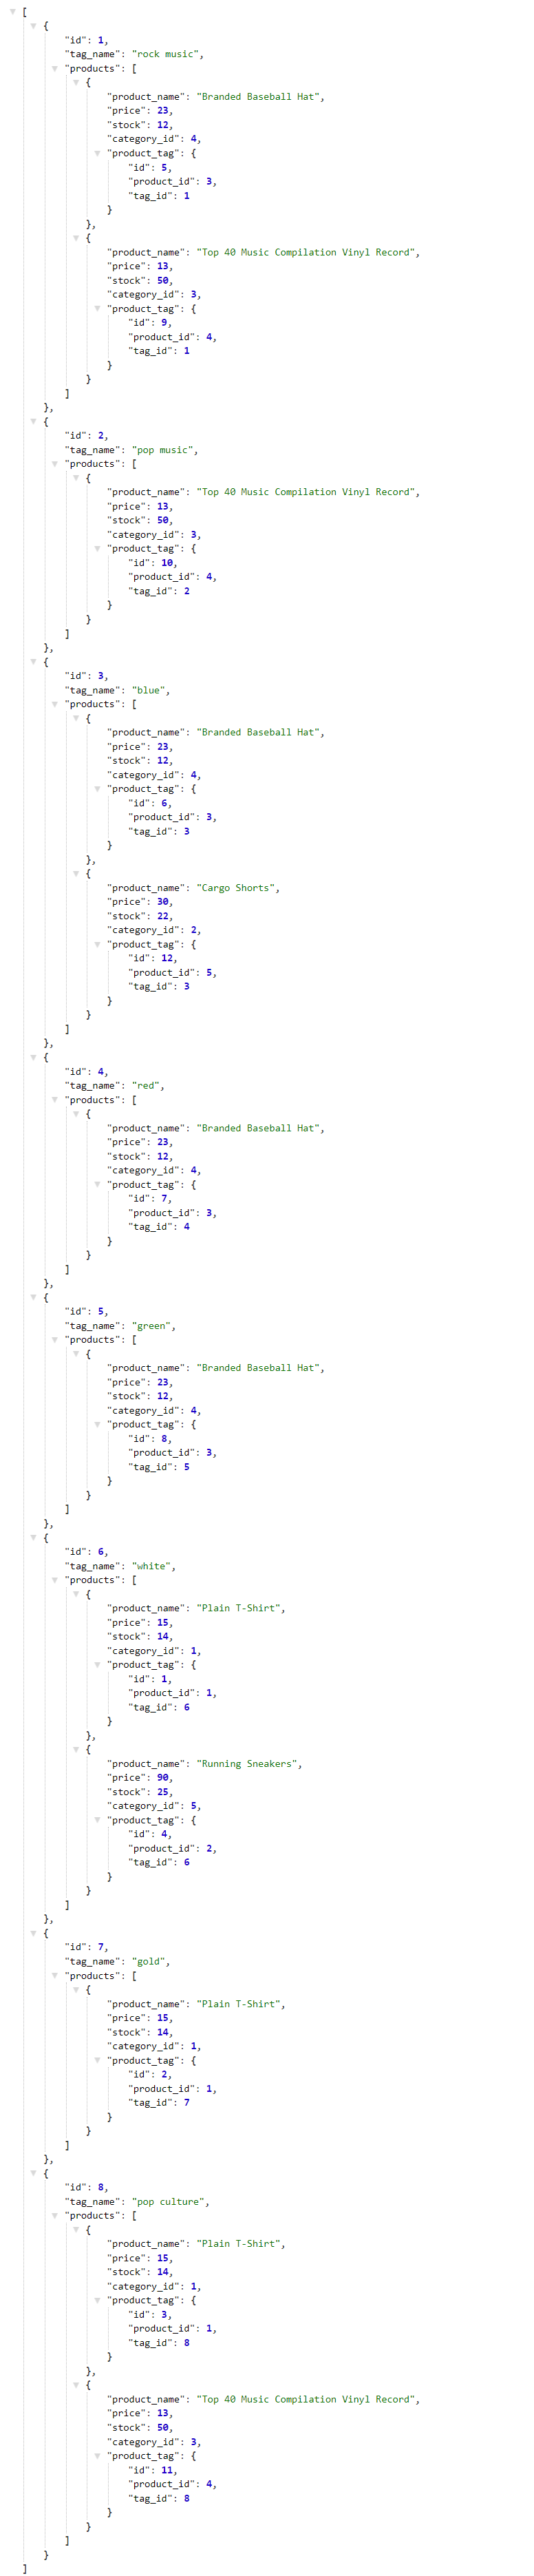 [
{
"id": 1,
"tag_name": "rock music",
"products": [
{
"product_name": "Branded Baseball Hat",
"price": 23,
"stock": 12,
"category_id": 4,
"product_tag": {
"id": 5,
"product_id": 3,
"tag_id": 1
}
},
{
"product_name": "Top 40 Music Compilation Vinyl Record",
"price": 13,
"stock": 50,
"category_id": 3,
"product_tag": {
"id": 9,
"product_id": 4,
"tag_id": 1
}
}
]
},
{
"id": 2,
"tag_name": "pop music",
"products": [
{
"product_name": "Top 40 Music Compilation Vinyl Record",
"price": 13,
"stock": 50,
"category_id": 3,
"product_tag": {
"id": 10,
"product_id": 4,
"tag_id": 2
}
}
]
},
{
"id": 3,
"tag_name": "blue",
"products": [
{
"product_name": "Branded Baseball Hat",
"price": 23,
"stock": 12,
"category_id": 4,
"product_tag": {
"id": 6,
"product_id": 3,
"tag_id": 3
}
},
{
"product_name": "Cargo Shorts",
"price": 30,
"stock": 22,
"category_id": 2,
"product_tag": {
"id": 12,
"product_id": 5,
"tag_id": 3
}
}
]
},
{
"id": 4,
"tag_name": "red",
"products": [
{
"product_name": "Branded Baseball Hat",
"price": 23,
"stock": 12,
"category_id": 4,
"product_tag": {
"id": 7,
"product_id": 3,
"tag_id": 4
}
}
]
},
{
"id": 5,
"tag_name": "green",
"products": [
{
"product_name": "Branded Baseball Hat",
"price": 23,
"stock": 12,
"category_id": 4,
"product_tag": {
"id": 8,
"product_id": 3,
"tag_id": 5
}
}
]
},
{
"id": 6,
"tag_name": "white",
"products": [
{
"product_name": "Plain T-Shirt",
"price": 15,
"stock": 14,
"category_id": 1,
"product_tag": {
"id": 1,
"product_id": 1,
"tag_id": 6
}
},
{
"product_name": "Running Sneakers",
"price": 90,
"stock": 25,
"category_id": 5,
"product_tag": {
"id": 4,
"product_id": 2,
"tag_id": 6
}
}
]
},
{
"id": 7,
"tag_name": "gold",
"products": [
{
"product_name": "Plain T-Shirt",
"price": 15,
"stock": 14,
"category_id": 1,
"product_tag": {
"id": 2,
"product_id": 1,
"tag_id": 7
}
}
]
},
{
"id": 8,
"tag_name": "pop culture",
"products": [
{
"product_name": "Plain T-Shirt",
"price": 15,
"stock": 14,
"category_id": 1,
"product_tag": {
"id": 3,
"product_id": 1,
"tag_id": 8
}
},
{
"product_name": "Top 40 Music Compilation Vinyl Record",
"price": 13,
"stock": 50,
"category_id": 3,
"product_tag": {
"id": 11,
"product_id": 4,
"tag_id": 8
}
}
]
}
]